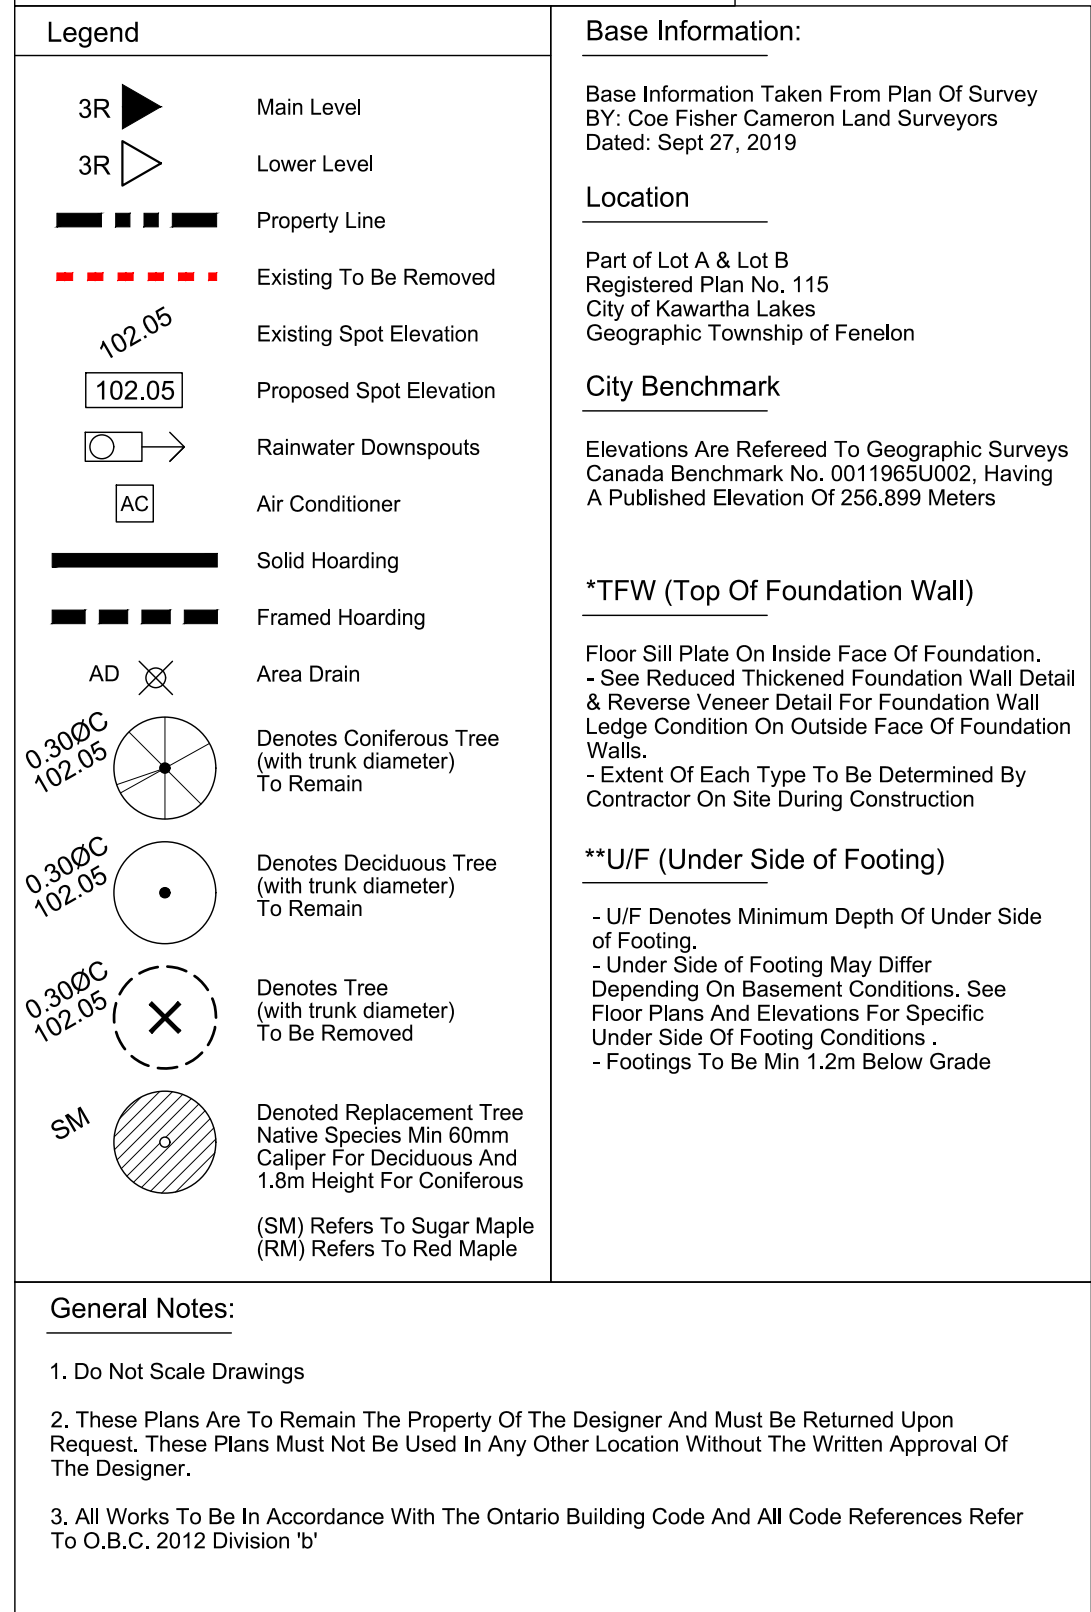 Legend
3R Main Level
3R Lower Level
Property Line
Existing To Be Removed
102.05 Existing Spot Elevation
102.05 Proposed Spot Elevation
Rainwater Downspouts
AC Air Conditioner
Solid Hoarding
Framed Hoarding
AD Area Drain
0.30ØC
102.05
Denotes Coniferous Tree
(with trunk diameter)
To Remain
0.30ØC
102.05
Denotes Deciduous Tree
(with trunk diameter)
To Remain
0.30ØC
102.05
Denotes Tree
(with trunk diameter)
To Be Removed
SM
Denoted Replacement Tree
Native Species Min 60mm
Caliper For Deciduous And
1.8m Height For Coniferous
(SM) Refers To Sugar Maple
(RM) Refers To Red Maple
Base Information:
Base Information Taken From Plan Of Survey
BY: Coe Fisher Cameron Land Surveyors
Dated: Sept 27, 2019
Location
Part of Lot A & Lot B
Registered Plan No. 115
City of Kawartha Lakes
Geographic Township of Fenelon
City Benchmark
Elevations Are Refereed To Geographic Surveys
Canada Benchmark No. 0011965U002, Having
A Published Elevation Of 256.899 Meters
*TFW (Top Of Foundation Wall)
Floor Sill Plate On Inside Face Of Foundation.
- See Reduced Thickened Foundation Wall Detail
& Reverse Veneer Detail For Foundation Wall
Ledge Condition On Outside Face Of Foundation
Walls.
- Extent Of Each Type To Be Determined By
Contractor On Site During Construction
**U/F (Under Side of Footing)
- U/F Denotes Minimum Depth Of Under Side
of Footing.
- Under Side of Footing May Differ
Depending On Basement Conditions. See
Floor Plans And Elevations For Specific
Under Side Of Footing Conditions .
- Footings To Be Min 1.2m Below Grade
General Notes:
1. Do Not Scale Drawings
2. These Plans Are To Remain The Property Of The Designer And Must Be Returned Upon
Request. These Plans Must Not Be Used In Any Other Location Without The Written Approval Of
The Designer.
3. All Works To Be In Accordance With The Ontario Building Code And All Code References Refer
To O.B.C. 2012 Division 'b'